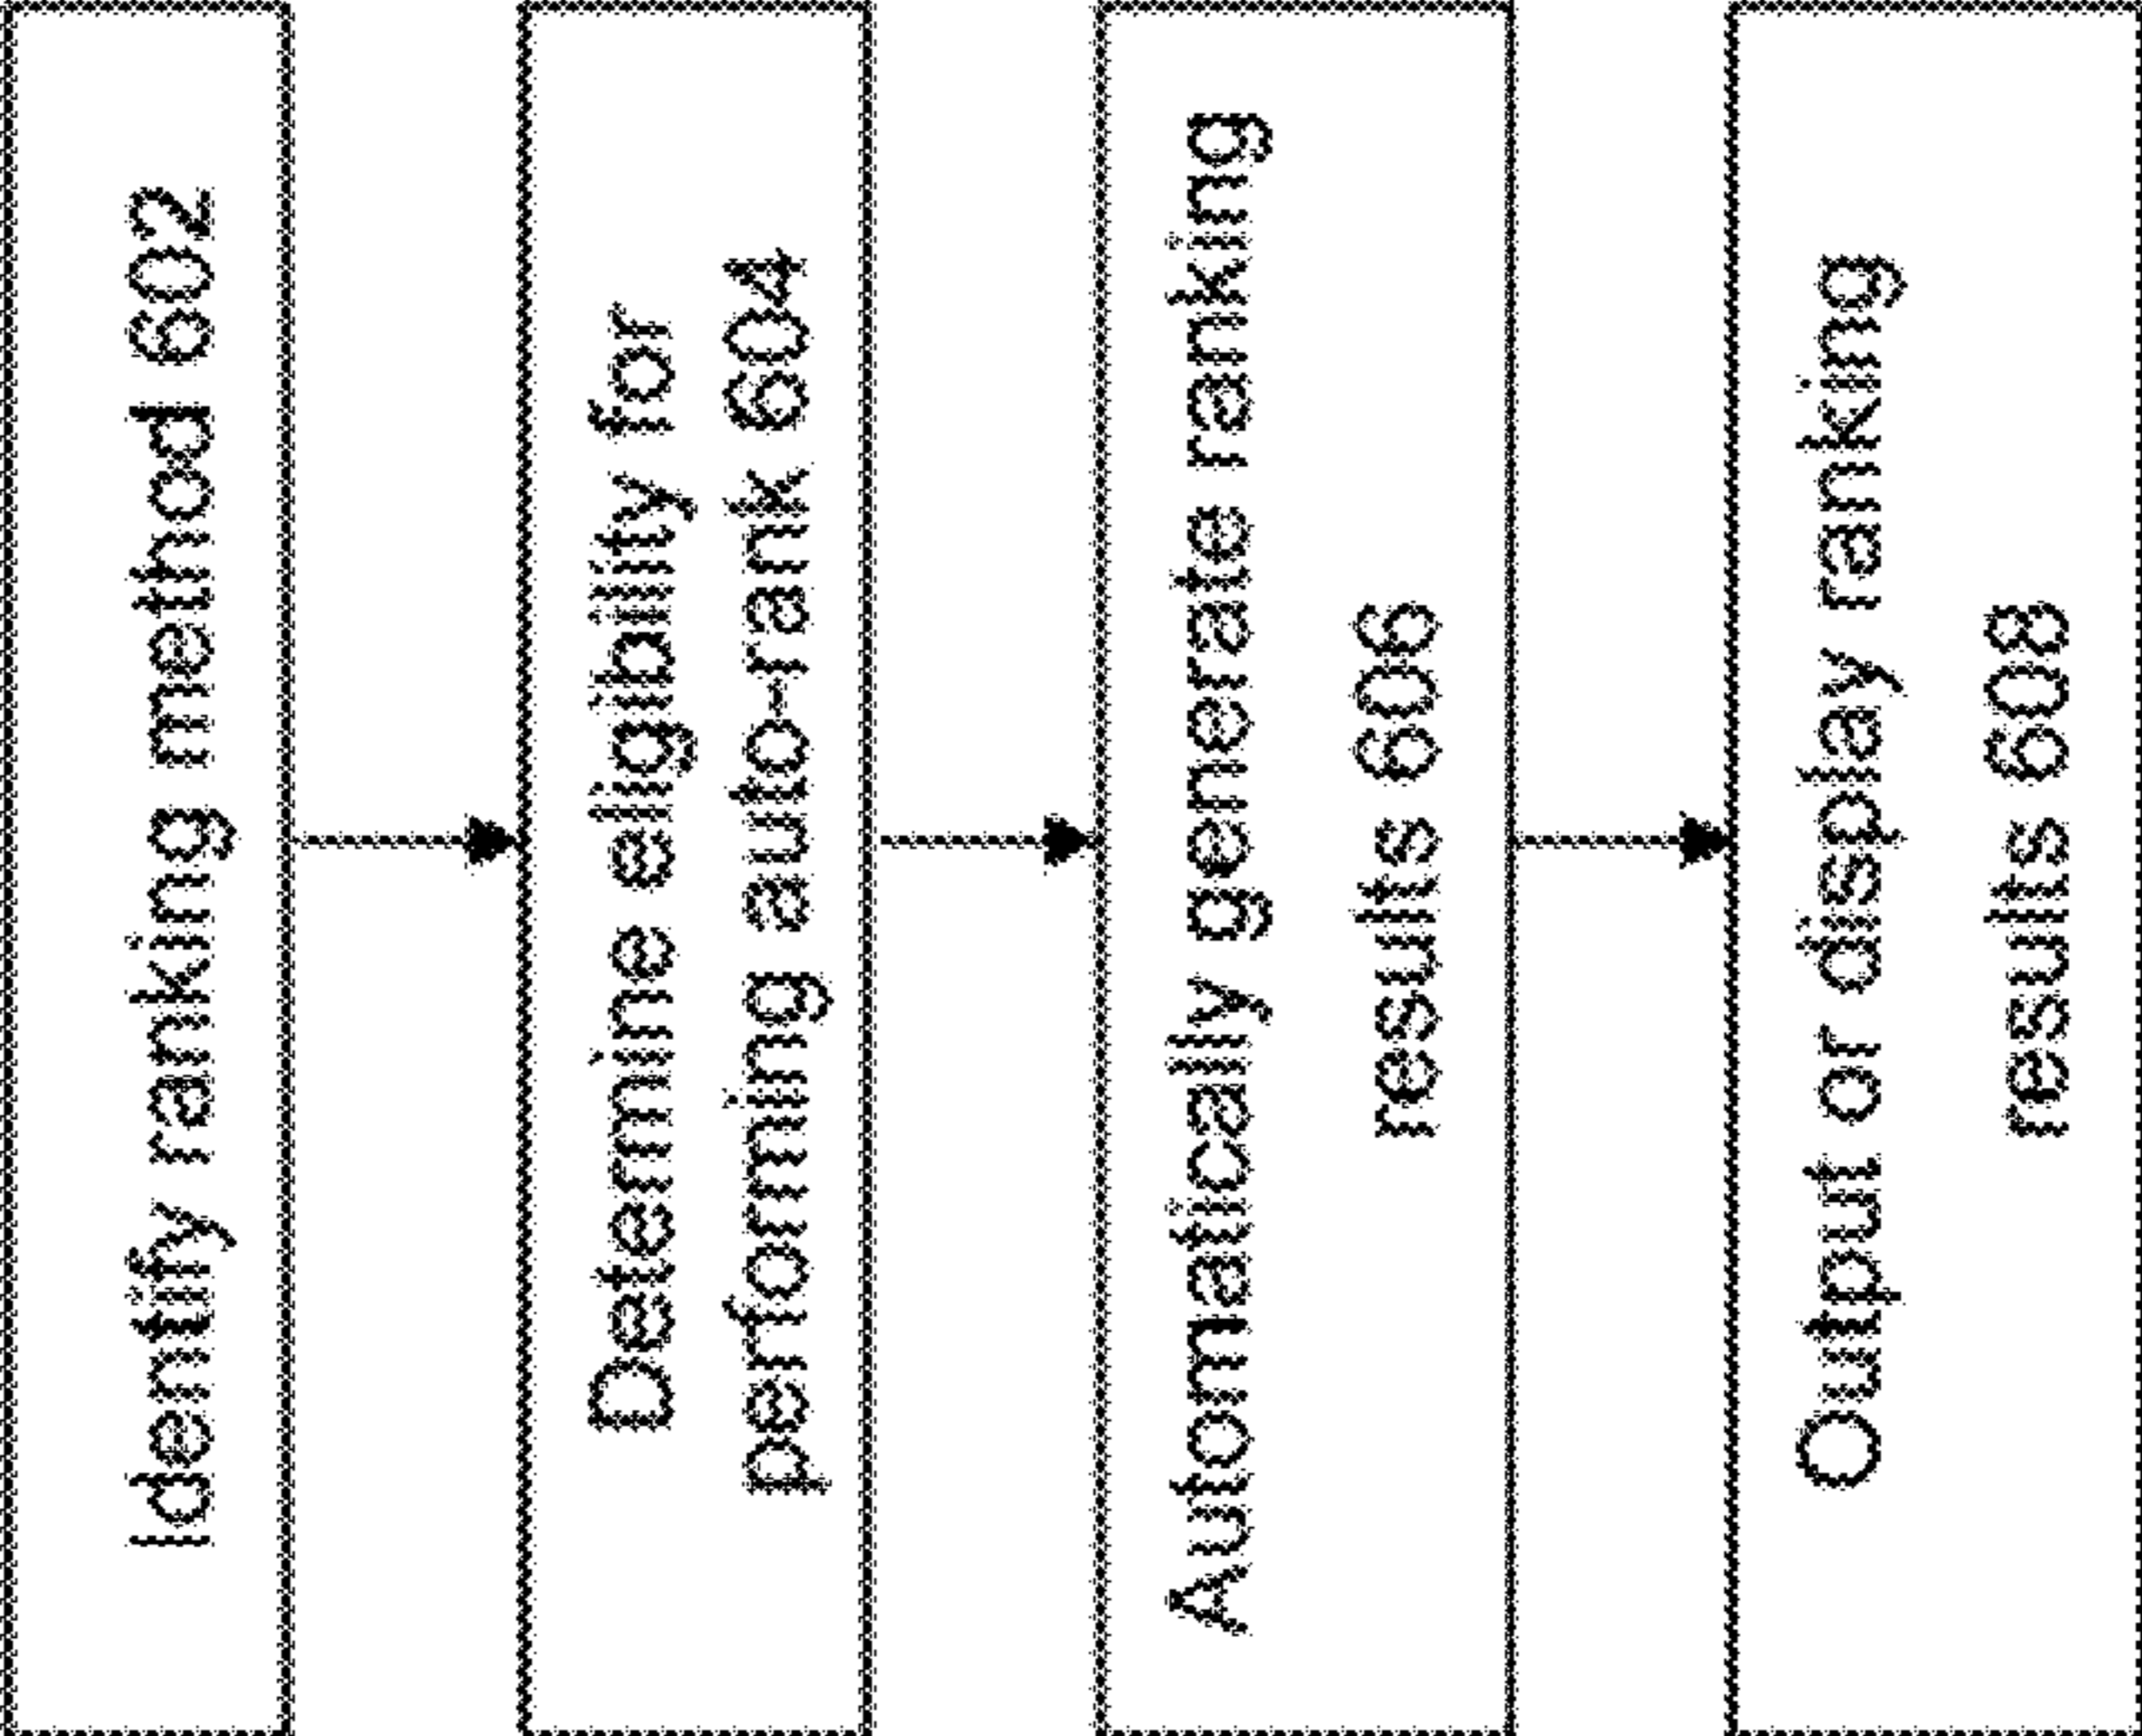 Identify ranking method 602
Determine eligibility for
performing auto-rank 604
Automatically generate ranking
results 606
Output or display ranking
results 608